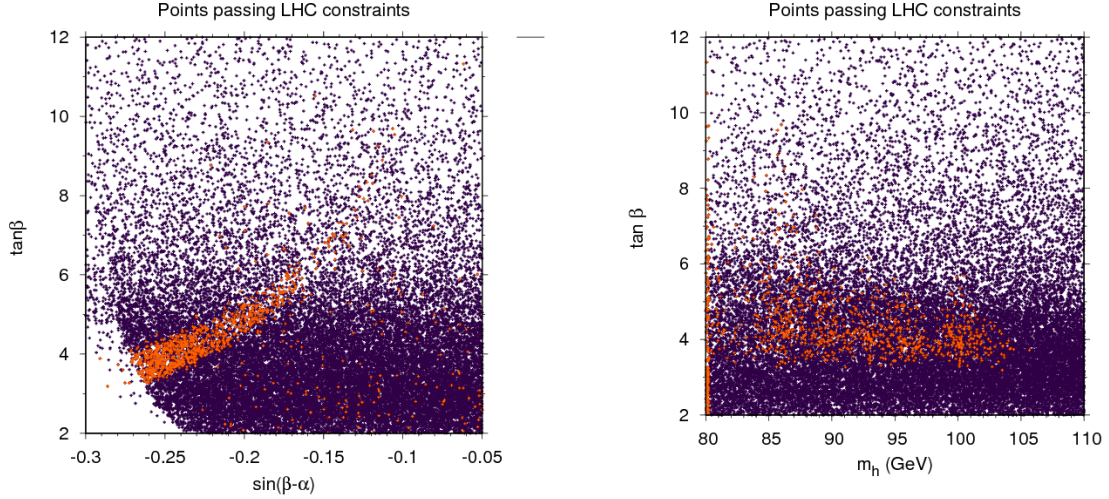 Points passing LHC constraints
12
10
8
6
4
2
tanβ
-0.3 -0.25 -0.2 -0.15 -0.1 -0.05
sin(β-α)
Points passing LHC constraints
12
10
8
6
4
2
tan β
80 85 90 95 100 105 110
m_h (GeV)